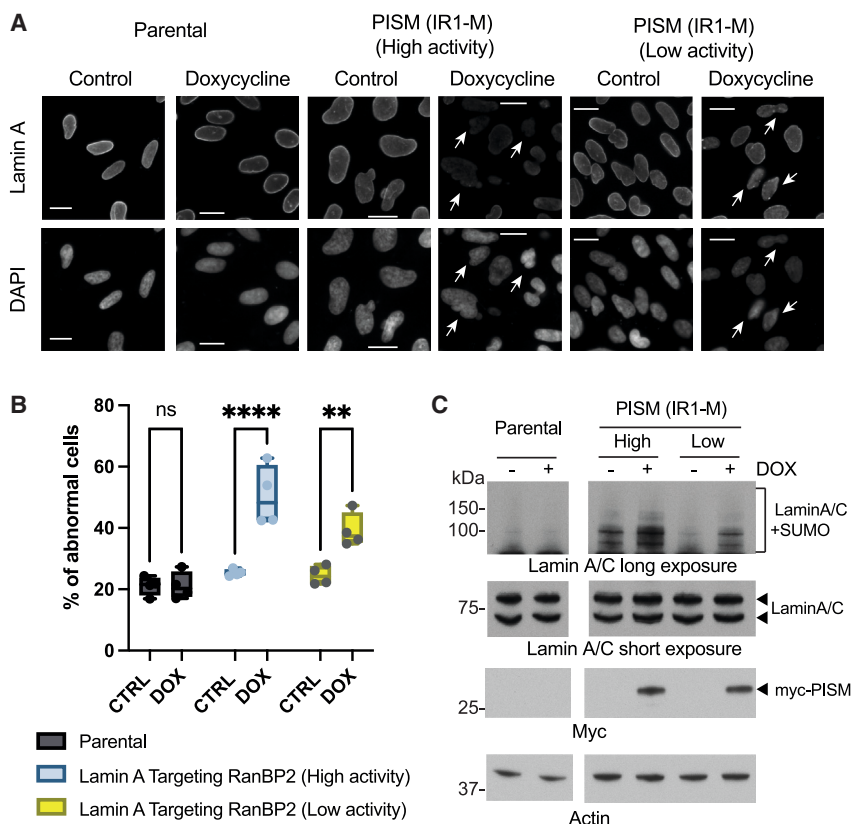 A
Parental
PISM (IR1-M)
(High activity)
PISM (IR1-M)
(Low activity)
Control
Doxycycline
Control
Doxycycline
Control
Doxycycline
Lamin A
DAPI
B
80
60
40
20
0
% of abnormal cells
ns
****
**
CTRL
DOX
CTRL
DOX
CTRL
DOX
Parental
Lamin A Targeting RanBP2 (High activity)
Lamin A Targeting RanBP2 (Low activity)
C
PISM (IR1-M)
Parental
High
Low
kDa
- + - + - + DOX
150-
100-
LaminA/C
+SUMO
Lamin A/C long exposure
75-
LaminA/C
Lamin A/C short exposure
myc-PISM
25-
Myc
37-
Actin